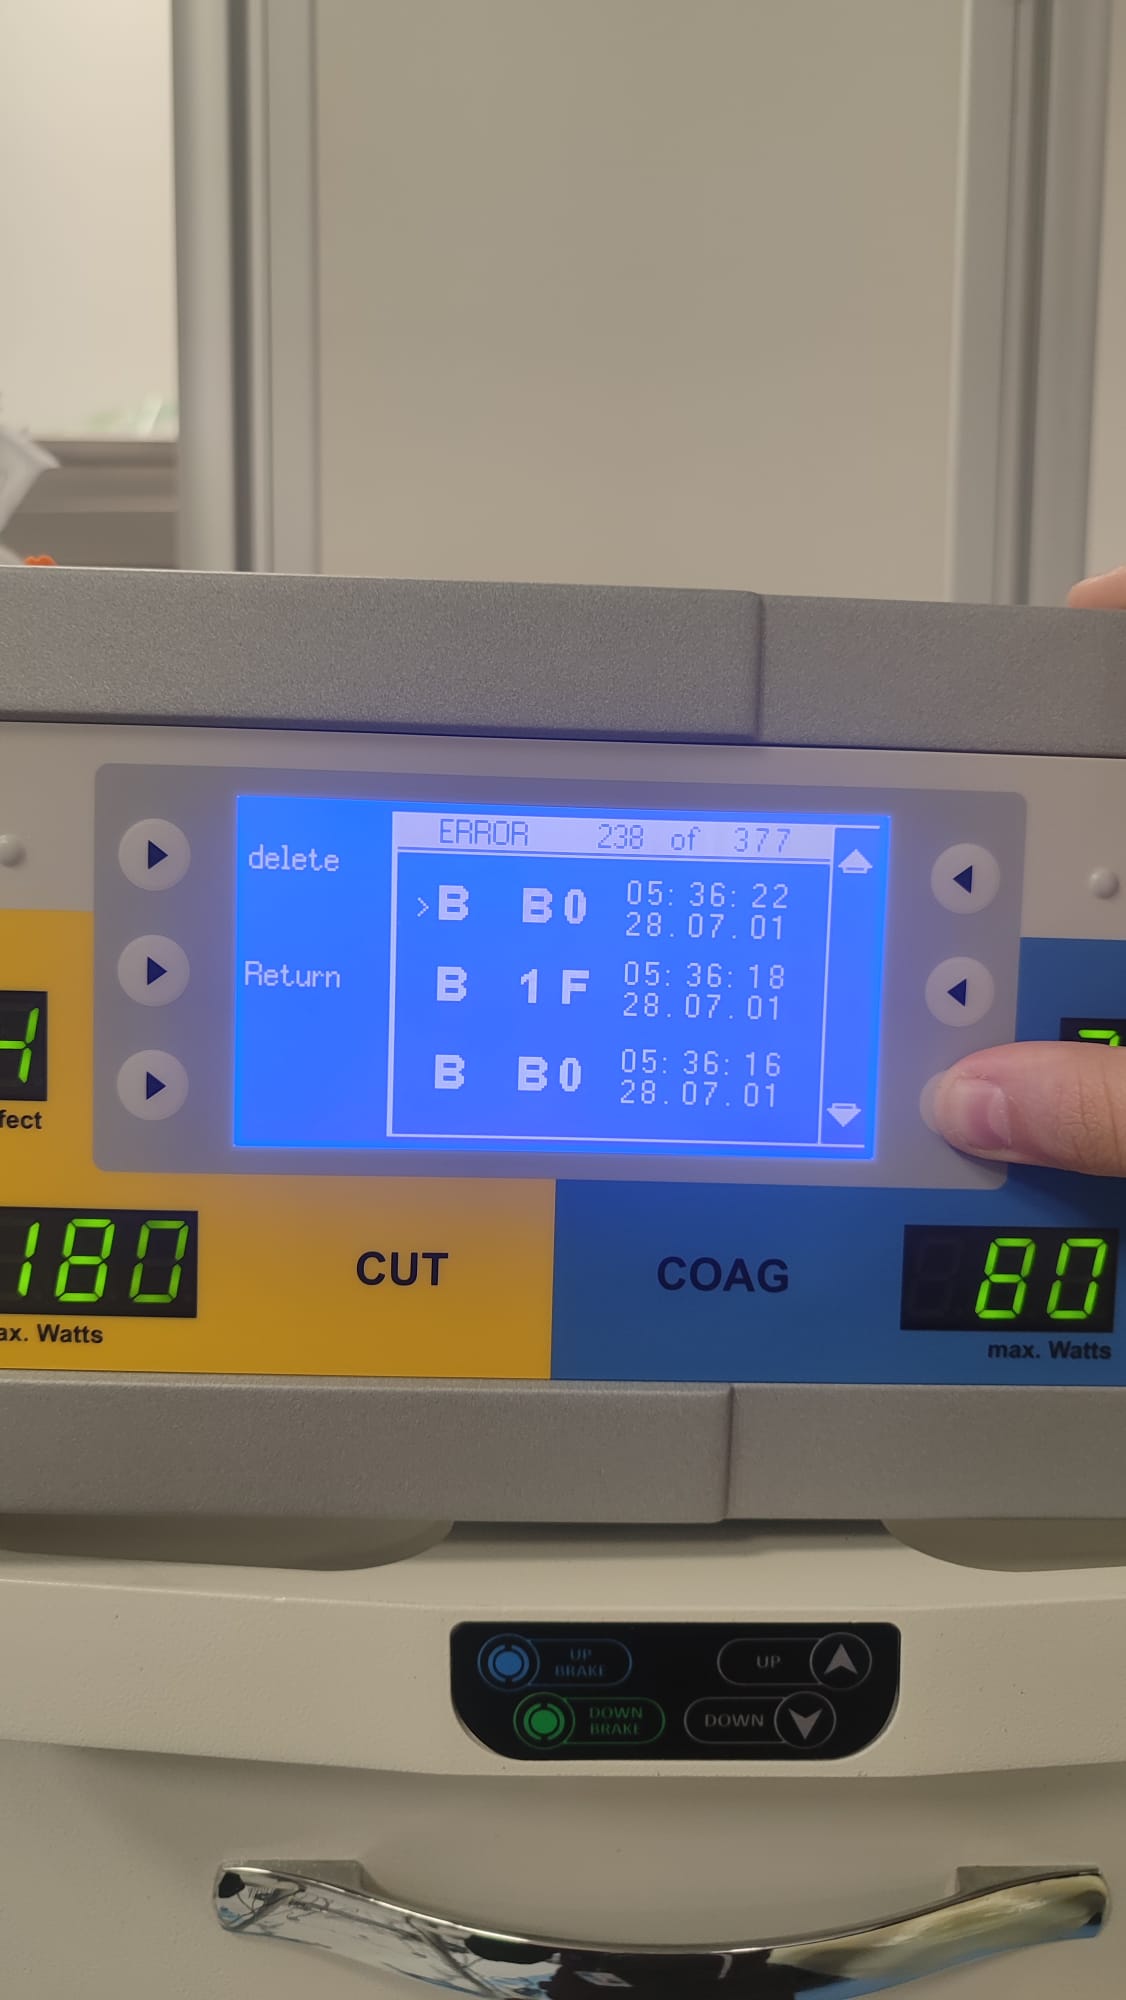 delete
Return
ERROR 238 of 377
>B B0 05:36:22
28.07.01
B 1F 05:36:18
28.07.01
B B0 05:36:16
28.07.01
180
CUT
COAG
80
max. Watts
UP
BRAKE
UP
DOWN
BRAKE
DOWN